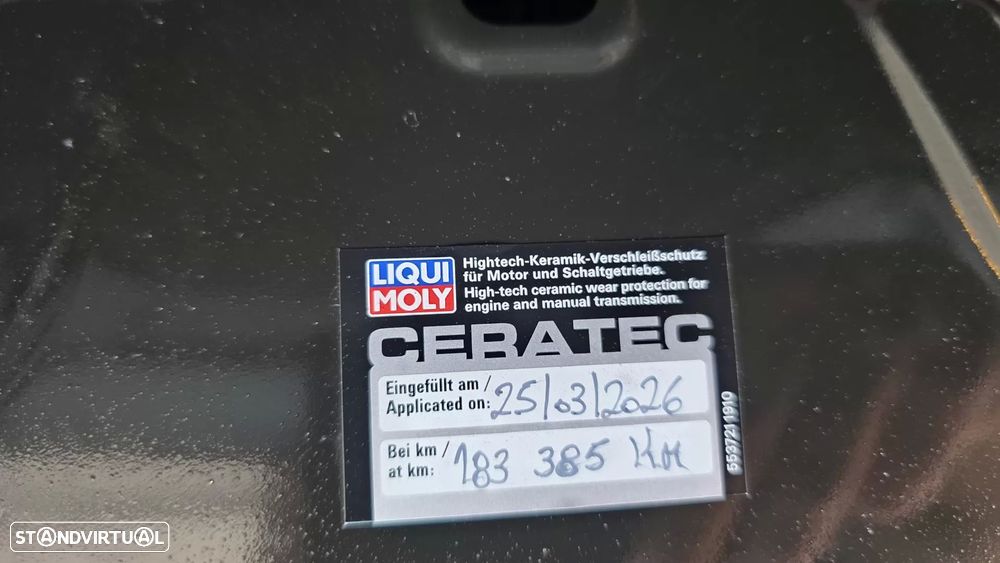 LIQUI
MOLY
Hightech-Keramik-Verschleißschutz
für Motor und Schaltgetriebe.
High-tech ceramic wear protection for
engine and manual transmission.
CERATEC
Eingefüllt am /
Applicated on: 25/03/2026
Bei km /
at km: 183 385 KM
5537211910
STANDVIRTUAL